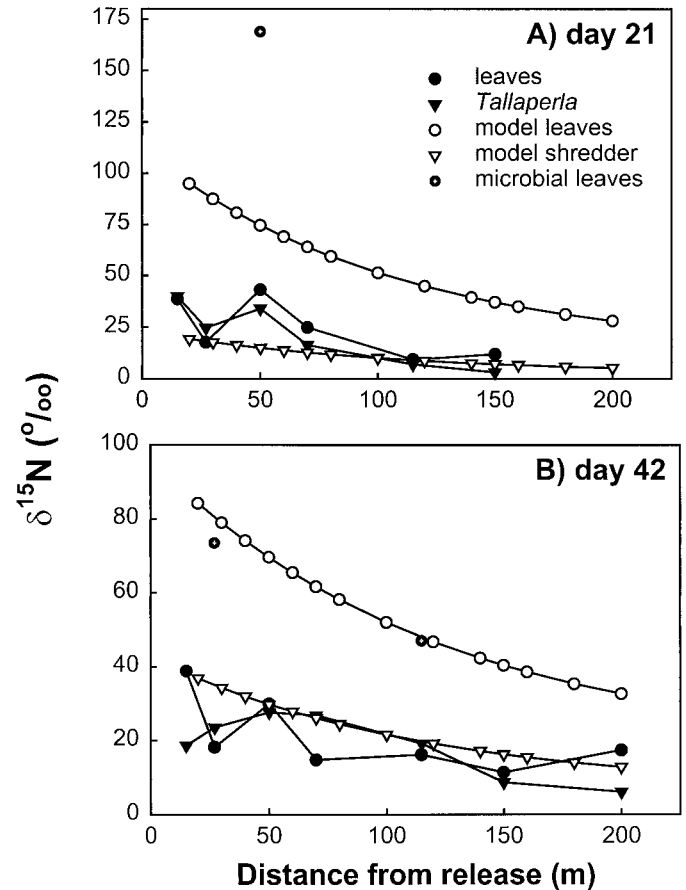 A) day 21
175
150
125
100
75
50
25
0
leaves
Tallaperla
model leaves
model shredder
microbial leaves
0 50 100 150 200
δ15N (o/oo)
B) day 42
100
80
60
40
20
0
0 50 100 150 200
Distance from release (m)